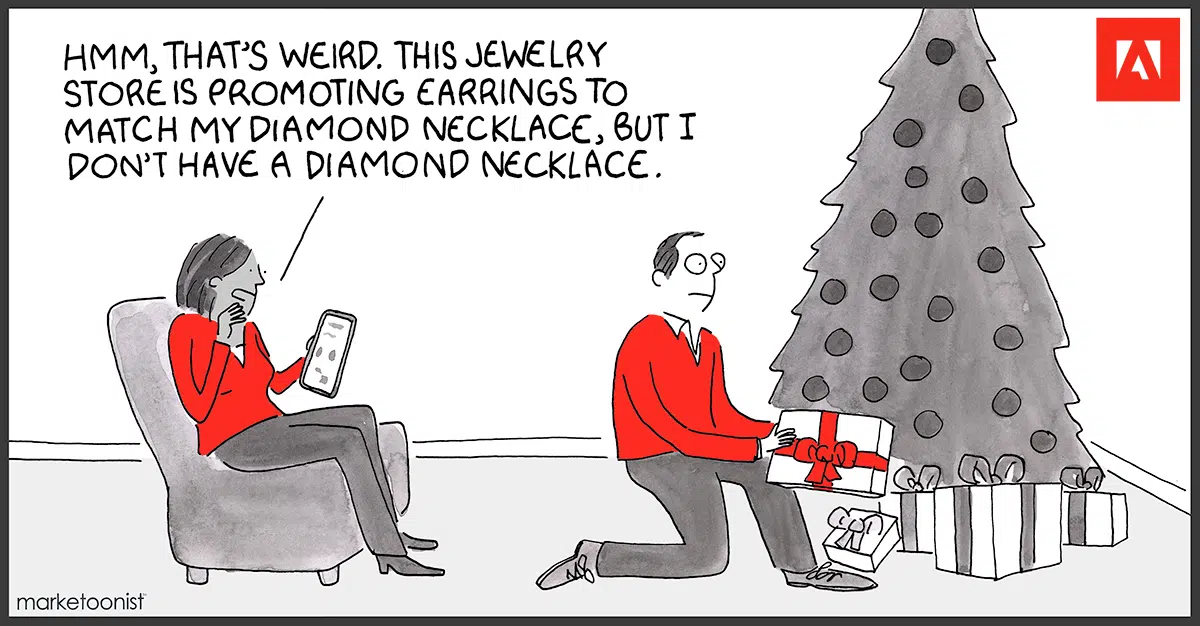 HMM, THAT'S WEIRD. THIS JEWELRY
STORE IS PROMOTING EARRINGS TO
MATCH MY DIAMOND NECKLACE, BUT I
DON'T HAVE A DIAMOND NECKLACE.
marketoonist